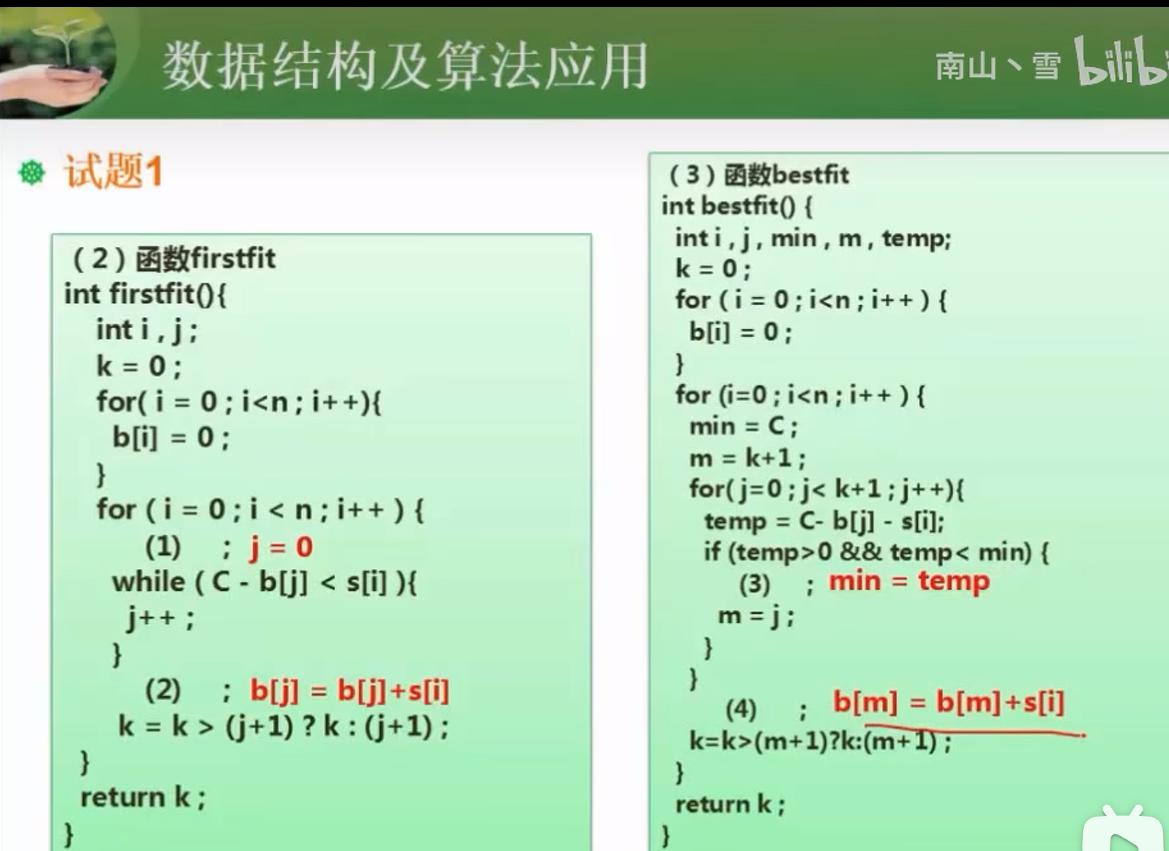 数据结构及算法应用
南山丶雪 bilibi
试题1
（2）函数firstfit
int firstfit(){
int i , j ;
k = 0 ;
for( i = 0 ; i<n ; i++){
b[i] = 0 ;
}
for ( i = 0 ; i < n ; i++ ) {
(1) ; j = 0
while ( C - b[j] < s[i] ){
j++ ;
}
(2) ; b[j] = b[j]+s[i]
k = k > (j+1) ? k : (j+1) ;
}
return k ;
}
（3）函数bestfit
int bestfit() {
int i , j , min , m , temp;
k = 0 ;
for ( i = 0 ; i<n ; i++ ) {
b[i] = 0 ;
}
for (i=0 ; i<n ; i++ ) {
min = C ;
m = k+1 ;
for( j=0 ; j< k+1 ; j++){
temp = C- b[j] - s[i];
if (temp>0 && temp< min) {
(3) ; min = temp
m = j ;
}
}
(4) ; b[m] = b[m]+s[i]
k=k>(m+1)?k:(m+1) ;
}
return k ;
}